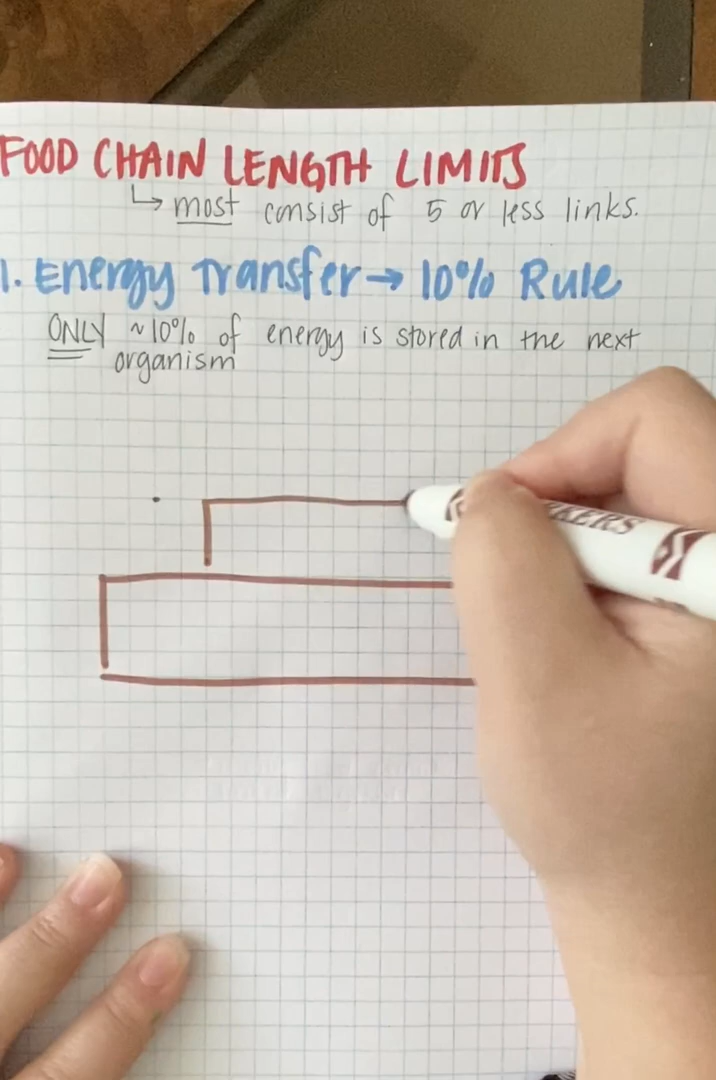 FOOD CHAIN LENGTH LIMITS
↳ most consist of 5 or less links.
1. Energy Transfer → 10% Rule
ONLY ~10% of energy is stored in the next
organism